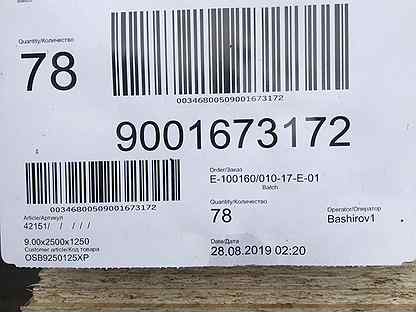 Quantity/Количество
78
00346800509001673172
9001673172
00346800509001673172
Order/Заказ
E-100160/010-17-E-01
Batch
Quantity/Количество
78
Operator/Оператор
Bashirov1
Article/Артикул
42151/ / / / /
9.00x2500x1250
Customer article/Код товара
OSB9250125XP
Date/Дата
28.08.2019 02:20